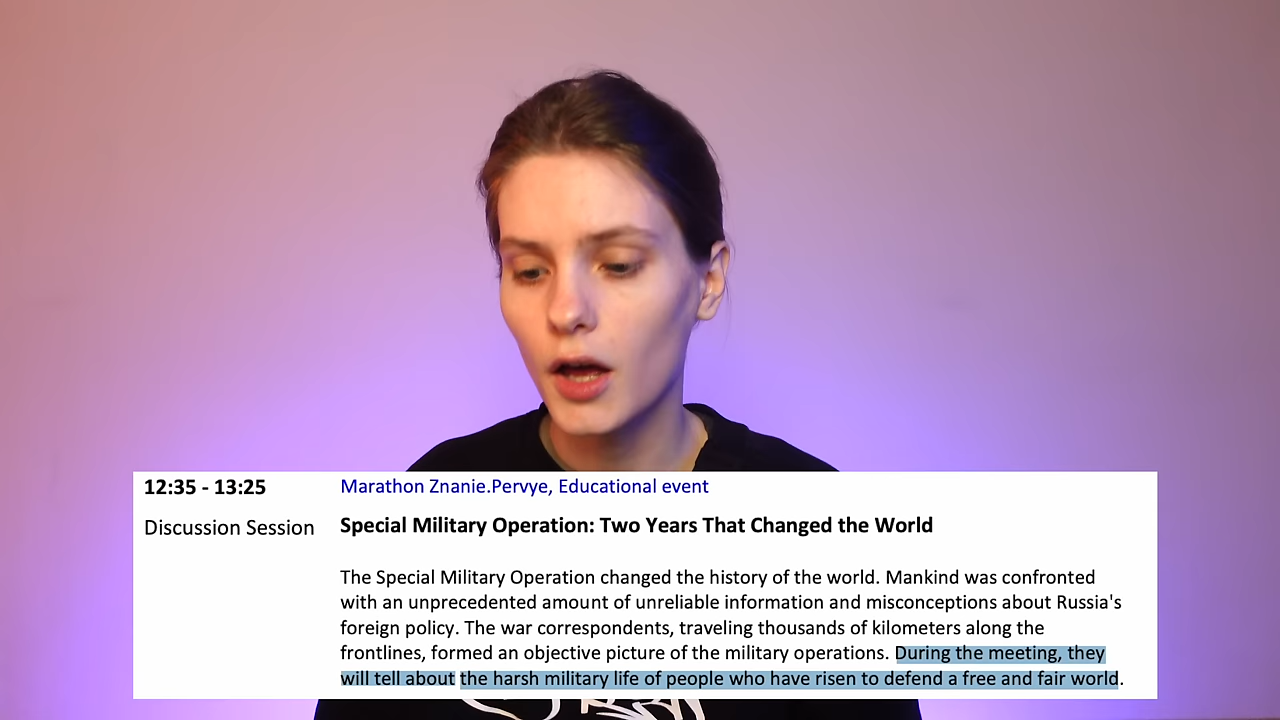 12:35 - 13:25
Marathon Znanie.Pervye, Educational event
Discussion Session
Special Military Operation: Two Years That Changed the World
The Special Military Operation changed the history of the world. Mankind was confronted
with an unprecedented amount of unreliable information and misconceptions about Russia's
foreign policy. The war correspondents, traveling thousands of kilometers along the
frontlines, formed an objective picture of the military operations. During the meeting, they
will tell about the harsh military life of people who have risen to defend a free and fair world.